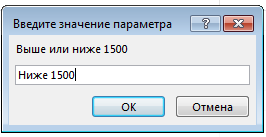 Введите значение параметра
Выше или ниже 1500
Ниже 1500
ОК
Отмена